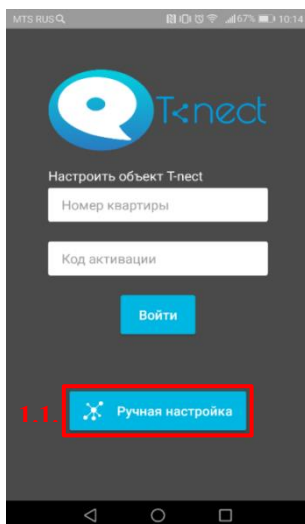 MTS RUS 67% 10:14
T-nect
Настроить объект T-nect
Номер квартиры
Код активации
Войти
1.1. Ручная настройка